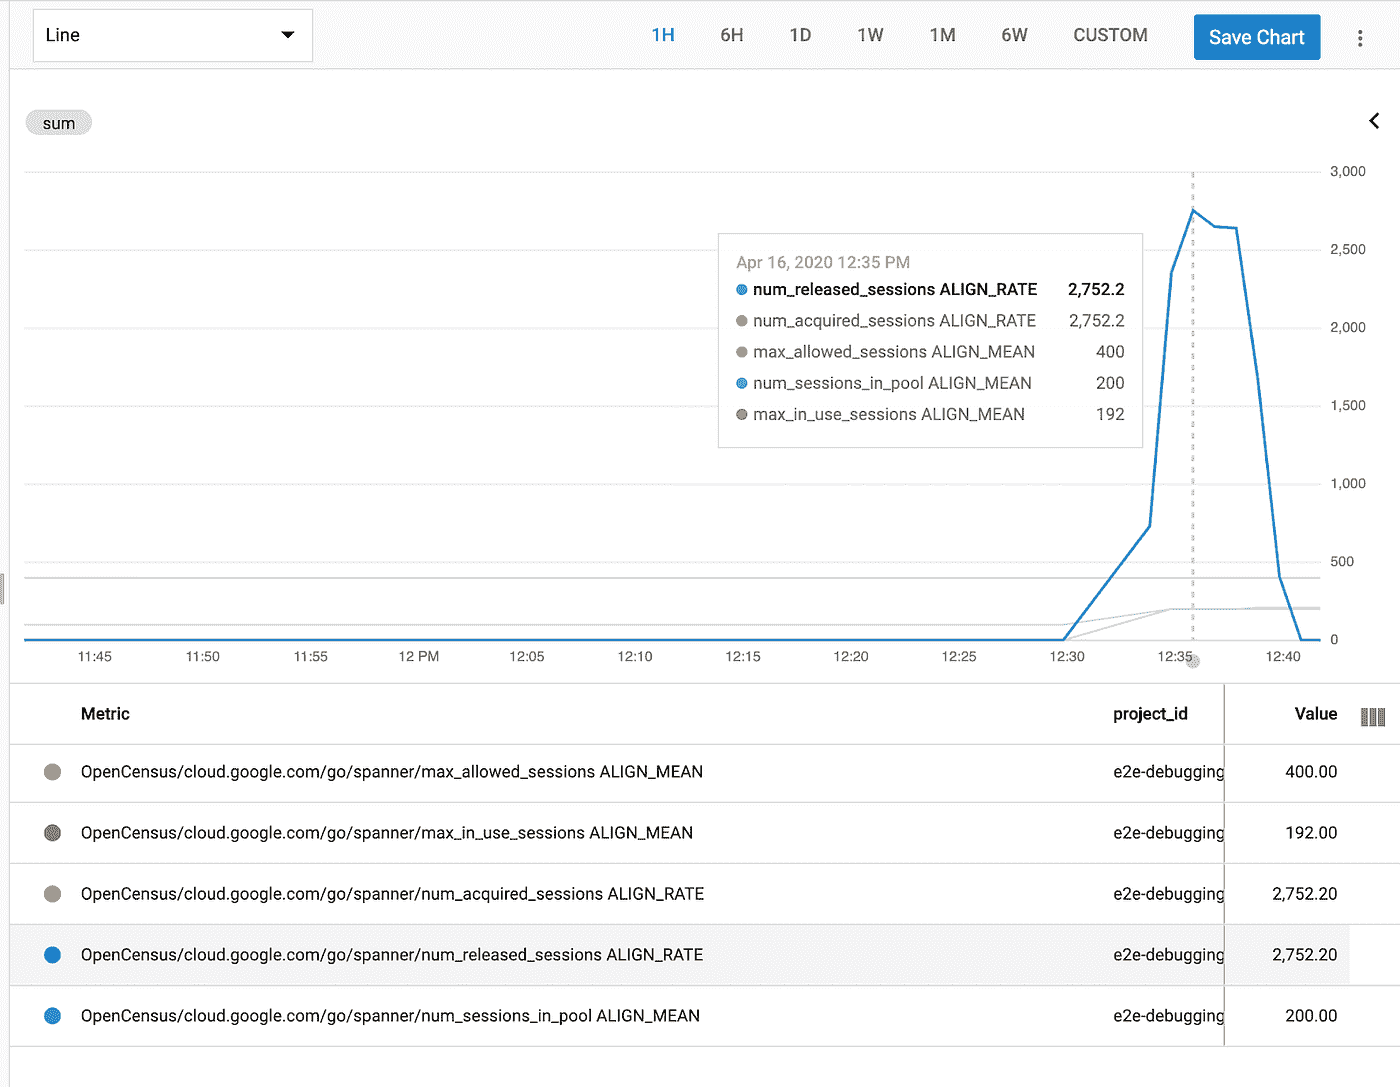 Line
1H 6H 1D 1W 1M 6W CUSTOM Save Chart
sum
3,000
2,500
2,000
1,500
1,000
500
0
Apr 16, 2020 12:35 PM
num_released_sessions ALIGN_RATE 2,752.2
num_acquired_sessions ALIGN_RATE 2,752.2
max_allowed_sessions ALIGN_MEAN 400
num_sessions_in_pool ALIGN_MEAN 200
max_in_use_sessions ALIGN_MEAN 192
11:45 11:50 11:55 12 PM 12:05 12:10 12:15 12:20 12:25 12:30 12:35 12:40
Metric project_id Value
OpenCensus/cloud.google.com/go/spanner/max_allowed_sessions ALIGN_MEAN e2e-debugging 400.00
OpenCensus/cloud.google.com/go/spanner/max_in_use_sessions ALIGN_MEAN e2e-debugging 192.00
OpenCensus/cloud.google.com/go/spanner/num_acquired_sessions ALIGN_RATE e2e-debugging 2,752.20
OpenCensus/cloud.google.com/go/spanner/num_released_sessions ALIGN_RATE e2e-debugging 2,752.20
OpenCensus/cloud.google.com/go/spanner/num_sessions_in_pool ALIGN_MEAN e2e-debugging 200.00